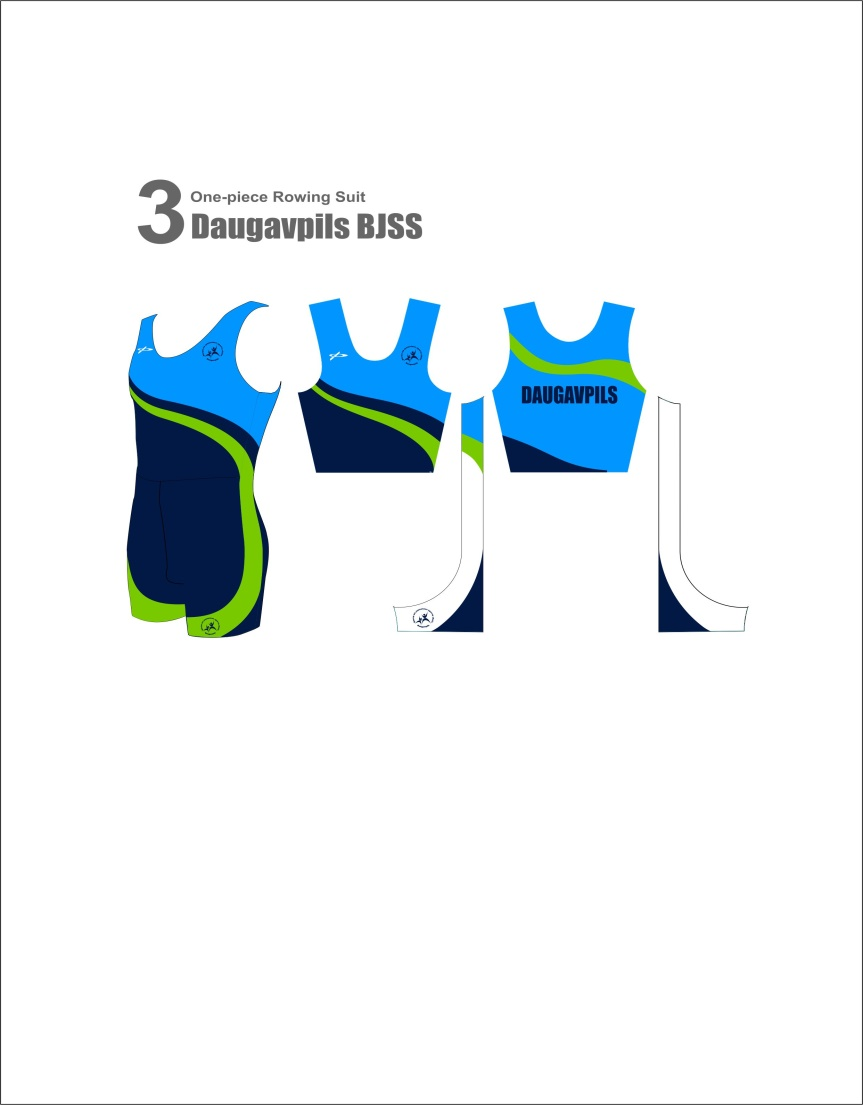 3
One-piece Rowing Suit
Daugavpils BJSS
DAUGAVPILS